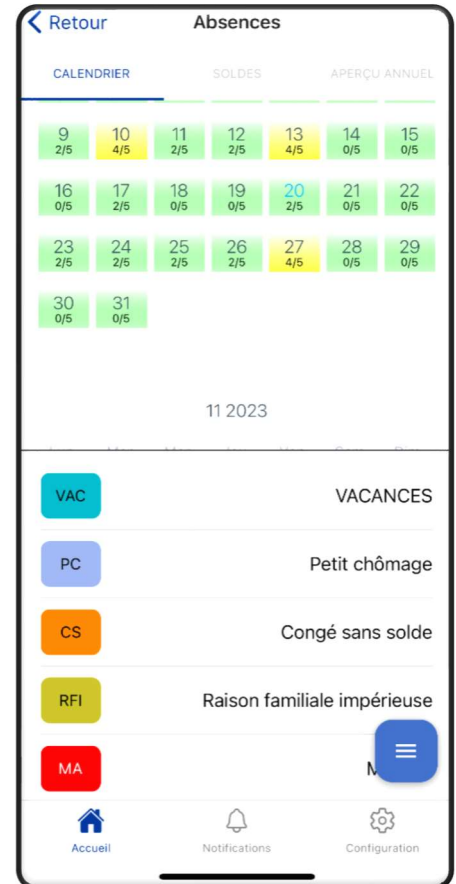 Retour Absences
CALENDRIER SOLDES APERÇU ANNUEL
9 10 11 12 13 14 15
2/5 4/5 2/5 2/5 4/5 0/5 0/5
16 17 18 19 20 21 22
0/5 2/5 0/5 0/5 2/5 0/5 0/5
23 24 25 26 27 28 29
2/5 2/5 2/5 2/5 4/5 0/5 0/5
30 31
0/5 0/5
11 2023
VAC VACANCES
PC Petit chômage
CS Congé sans solde
RFI Raison familiale impérieuse
MA
Accueil Notifications Configuration